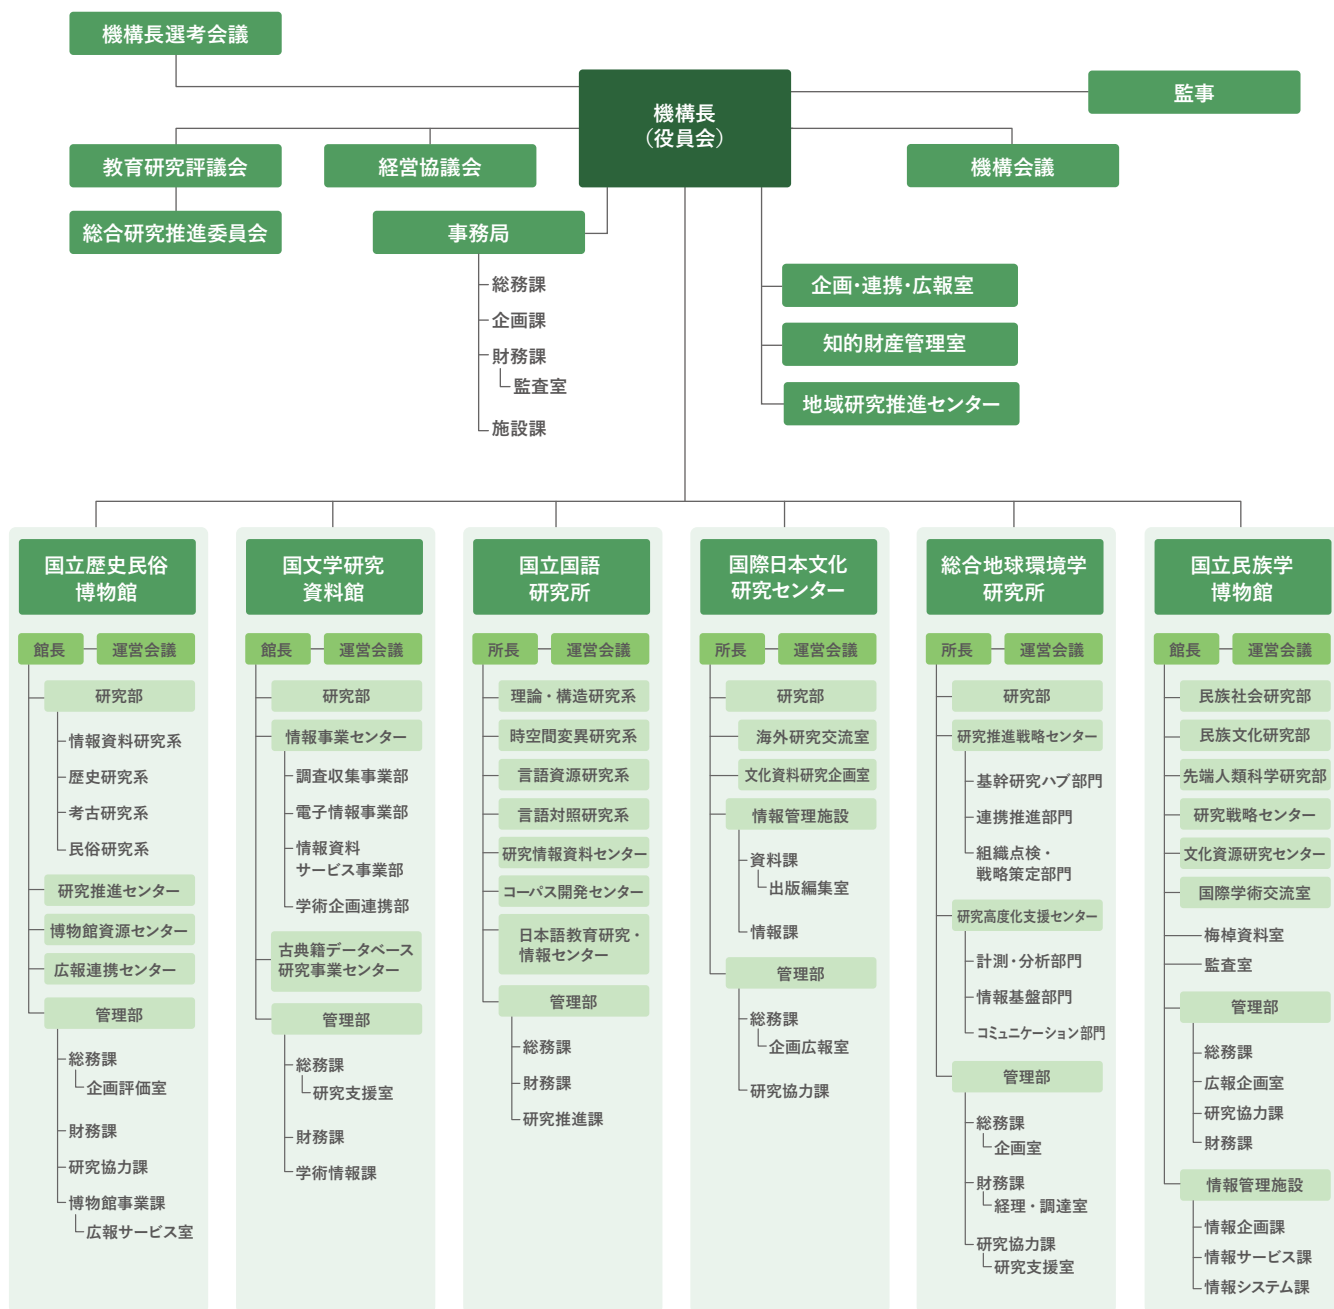 機構長選考会議
機構長
（役員会）
監事
教育研究評議会
経営協議会
機構会議
総合研究推進委員会
事務局
総務課
企画課
財務課
監査室
施設課
企画・連携・広報室
知的財産管理室
地域研究推進センター
国立歴史民俗
博物館
館長
運営会議
研究部
情報資料研究系
歴史研究系
考古研究系
民俗研究系
研究推進センター
博物館資源センター
広報連携センター
管理部
総務課
企画評価室
財務課
研究協力課
博物館事業課
広報サービス室
国文学研究
資料館
館長
運営会議
研究部
情報事業センター
調査収集事業部
電子情報事業部
情報資料
サービス事業部
学術企画連携部
古典籍データベース
研究事業センター
管理部
総務課
研究支援室
財務課
学術情報課
国立国語
研究所
所長
運営会議
理論・構造研究系
時空間変異研究系
言語資源研究系
言語対照研究系
研究情報資料センター
コーパス開発センター
日本語教育研究・
情報センター
管理部
総務課
財務課
研究推進課
国際日本文化
研究センター
所長
運営会議
研究部
海外研究交流室
文化資料研究企画室
情報管理施設
資料課
出版編集室
情報課
管理部
総務課
企画広報室
研究協力課
総合地球環境学
研究所
所長
運営会議
研究部
研究推進戦略センター
基幹研究ハブ部門
連携推進部門
組織点検・
戦略策定部門
研究高度化支援センター
計測・分析部門
情報基盤部門
コミュニケーション部門
管理部
総務課
企画室
財務課
経理・調達室
研究協力課
研究支援室
国立民族学
博物館
館長
運営会議
民族社会研究部
民族文化研究部
先端人類科学研究部
研究戦略センター
文化資源研究センター
国際学術交流室
梅棹資料室
監査室
管理部
総務課
広報企画室
研究協力課
財務課
情報管理施設
情報企画課
情報サービス課
情報システム課